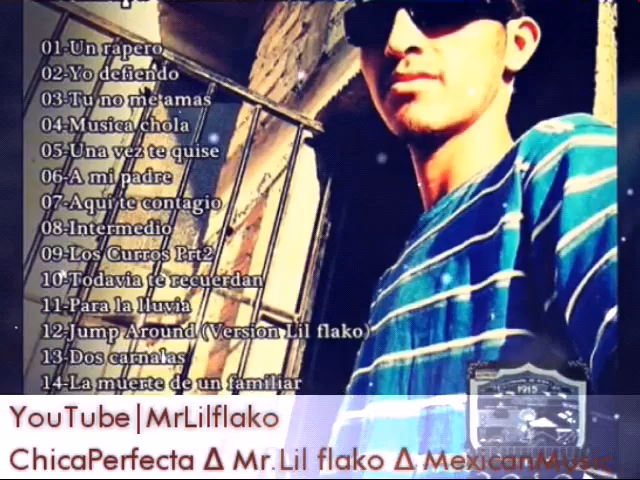 01-Un rapero
02-Yo defiendo
03-Tu no me amas
04-Musica chola
05-Una vez te quise
06-A mi padre
07-Aqui te contagio
08-Intermedio
09-Los Curros Prt2
10-Todavia te recuerdan
11-Para la lluvia
12-Jump Around (Version Lil flako)
13-Dos carnalas
14-La muerte de un familiar
1915
YouTube|MrLilflako
ChicaPerfecta Δ Mr.Lil flako Δ MexicanMusic